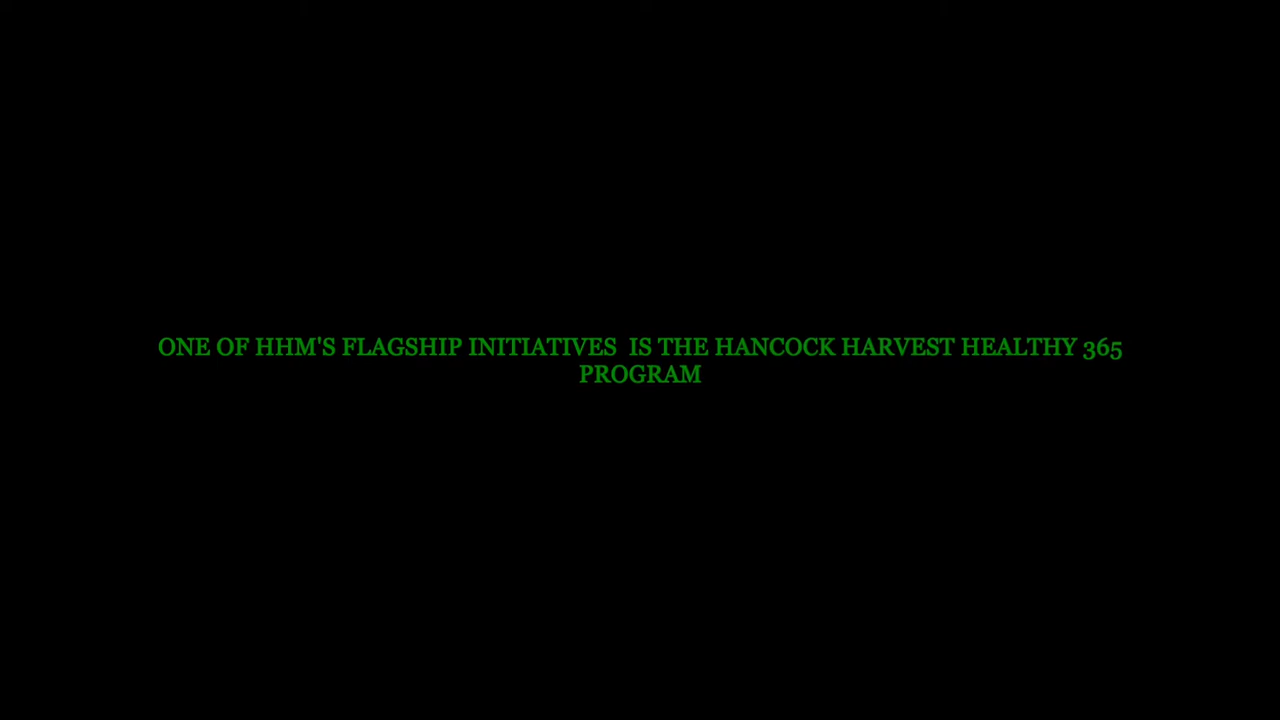 ONE OF HHM'S FLAGSHIP INITIATIVES  IS THE HANCOCK HARVEST HEALTHY 365
PROGRAM